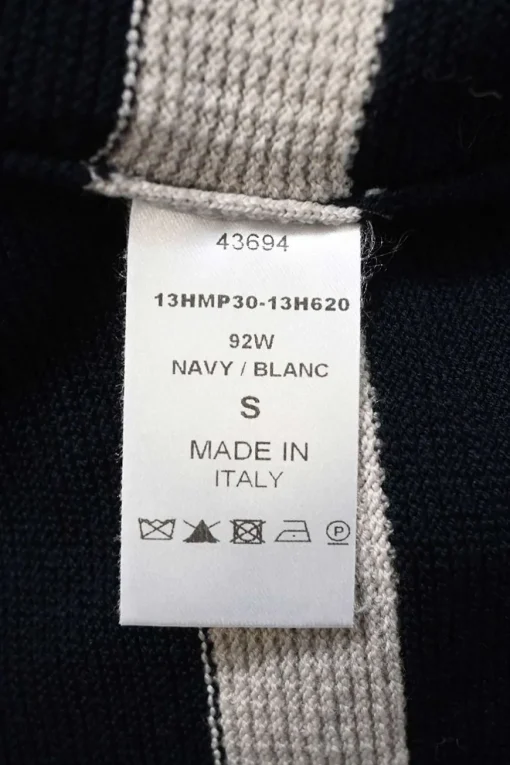 43694
13HMP30-13H620
92W
NAVY / BLANC
S
MADE IN
ITALY
P